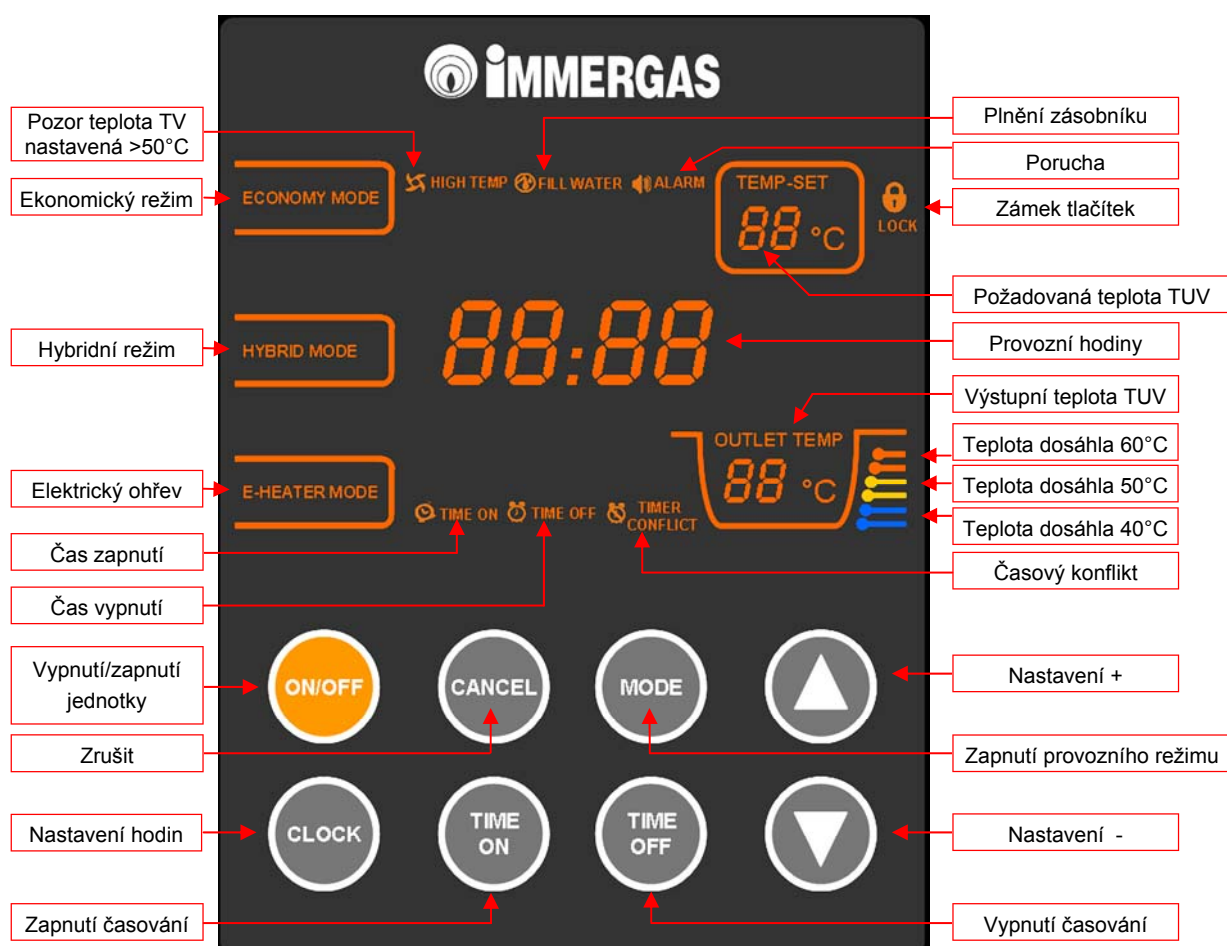 iMMERGAS
Pozor teplota TV
nastavená >50°C
Ekonomický režim
Hybridní režim
Elektrický ohřev
Čas zapnutí
Čas vypnutí
Vypnutí/zapnutí
jednotky
Zrušit
Nastavení hodin
Zapnutí časování
ECONOMY MODE
HIGH TEMP
FILL WATER
ALARM
TEMP-SET
88 °C
LOCK
HYBRID MODE
88:88
E-HEATER MODE
TIME ON
TIME OFF
TIMER
CONFLICT
OUTLET TEMP
88 °C
ON/OFF
CANCEL
MODE
CLOCK
TIME
ON
TIME
OFF
Plnění zásobníku
Porucha
Zámek tlačítek
Požadovaná teplota TUV
Provozní hodiny
Výstupní teplota TUV
Teplota dosáhla 60°C
Teplota dosáhla 50°C
Teplota dosáhla 40°C
Časový konflikt
Nastavení +
Zapnutí provozního režimu
Nastavení -
Vypnutí časování